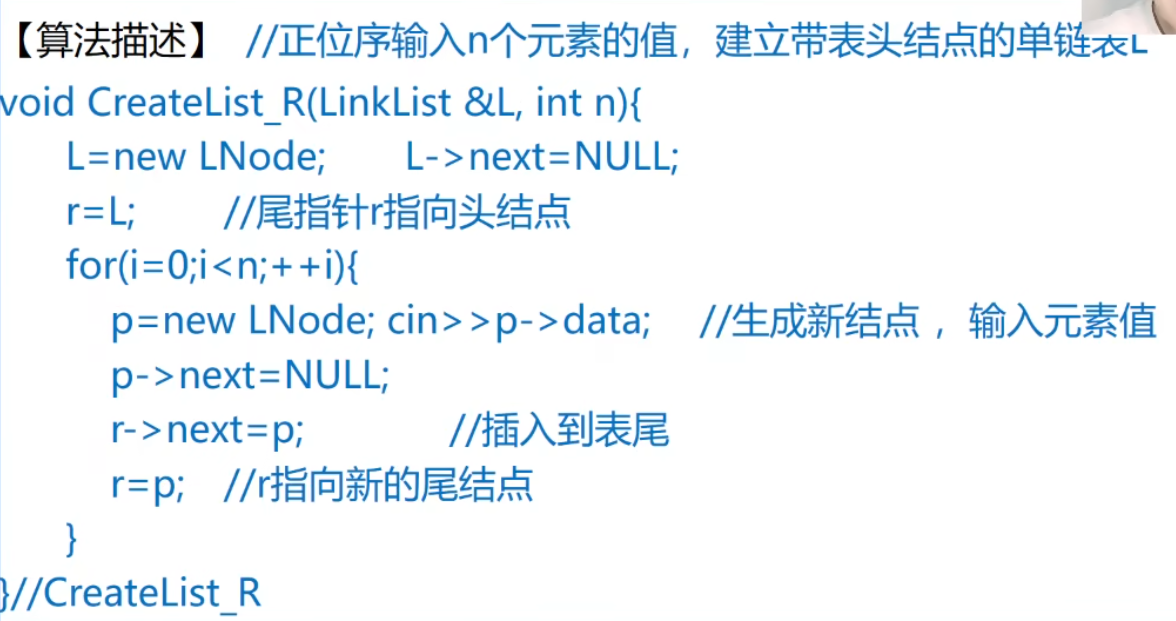 【算法描述】 //正位序输入n个元素的值，建立带表头结点的单链表L
void CreateList_R(LinkList &L, int n){
L=new LNode; L->next=NULL;
r=L; //尾指针r指向头结点
for(i=0;i<n;++i){
p=new LNode; cin>>p->data; //生成新结点 ，输入元素值
p->next=NULL;
r->next=p; //插入到表尾
r=p; //r指向新的尾结点
}
}//CreateList_R